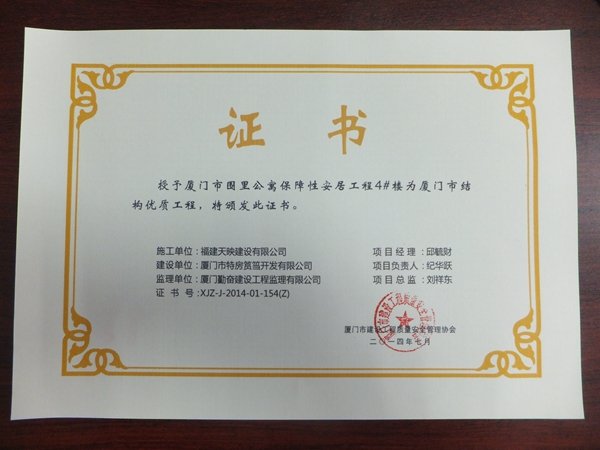 证 书
授予厦门市围里公寓保障性安居工程4#楼为厦门市结
构优质工程，特颁发此证书。
施工单位：福建天映建设有限公司 项目经理：邱毓财
建设单位：厦门市特房筼筜开发有限公司 项目负责人：纪华跃
监理单位：厦门勤奋建设工程监理有限公司 项目总监：刘祥东
证 书 号：XJZ-J-2014-01-154(Z)
厦门市建设工程质量安全管理协会
二〇一四年七月